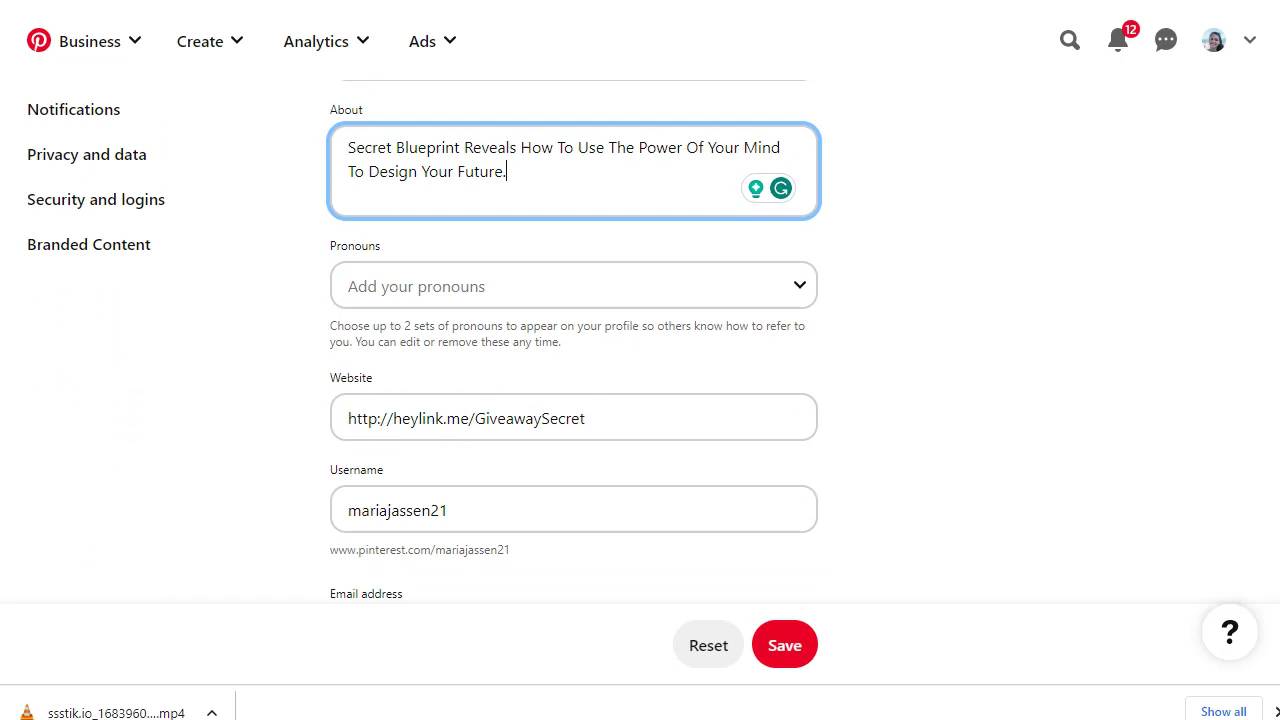 Business Create Analytics Ads 12
Notifications
Privacy and data
Security and logins
Branded Content
About
Secret Blueprint Reveals How To Use The Power Of Your Mind
To Design Your Future.
Pronouns
Add your pronouns
Choose up to 2 sets of pronouns to appear on your profile so others know how to refer to
you. You can edit or remove these any time.
Website
http://heylink.me/GiveawaySecret
Username
mariajassen21
www.pinterest.com/mariajassen21
Email address
Reset Save
?
ssstik.io_1683960....mp4 Show all